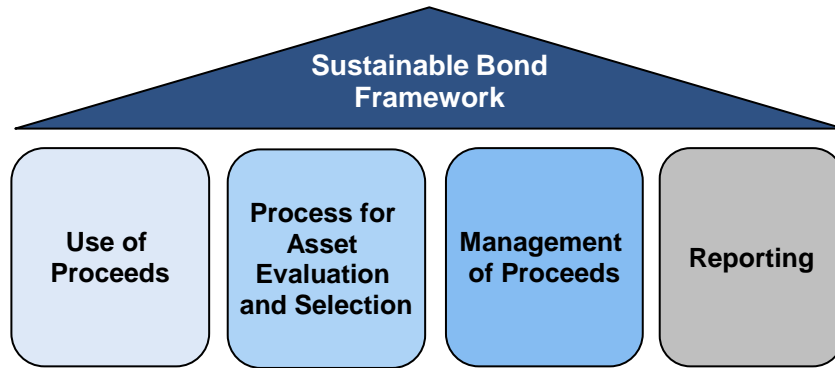 Sustainable Bond
Framework
Use of
Proceeds
Process for
Asset
Evaluation
and Selection
Management
of Proceeds
Reporting